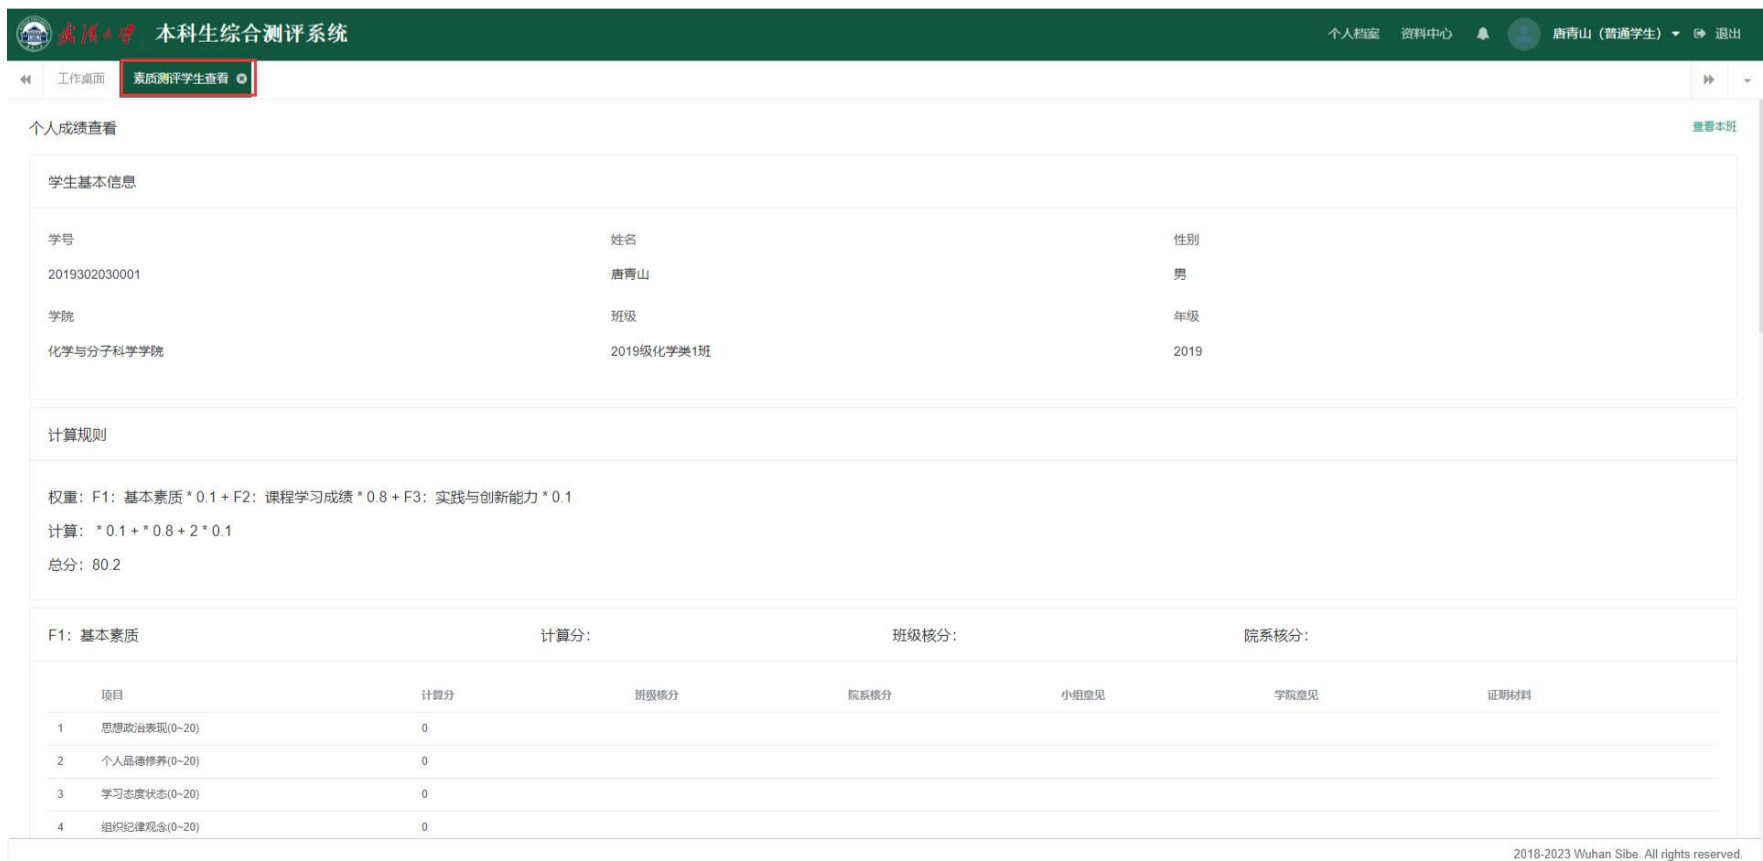 武汉大学 本科生综合测评系统 个人档案 资料中心 唐青山（普通学生） 退出
工作桌面 素质测评学生查看
个人成绩查看 查看本班
学生基本信息
学号 姓名 性别
2019302030001 唐青山 男
学院 班级 年级
化学与分子科学学院 2019级化学类1班 2019
计算规则
权重：F1：基本素质 * 0.1 + F2：课程学习成绩 * 0.8 + F3：实践与创新能力 * 0.1
计算： * 0.1 + * 0.8 + 2 * 0.1
总分：80.2
F1：基本素质 计算分： 班级核分： 院系核分：
项目 计算分 班级核分 院系核分 小组意见 学院意见 证明材料
1 思想政治表现(0~20) 0
2 个人品德修养(0~20) 0
3 学习态度状态(0~20) 0
4 组织纪律观念(0~20) 0
2018-2023 Wuhan Sibe. All rights reserved.